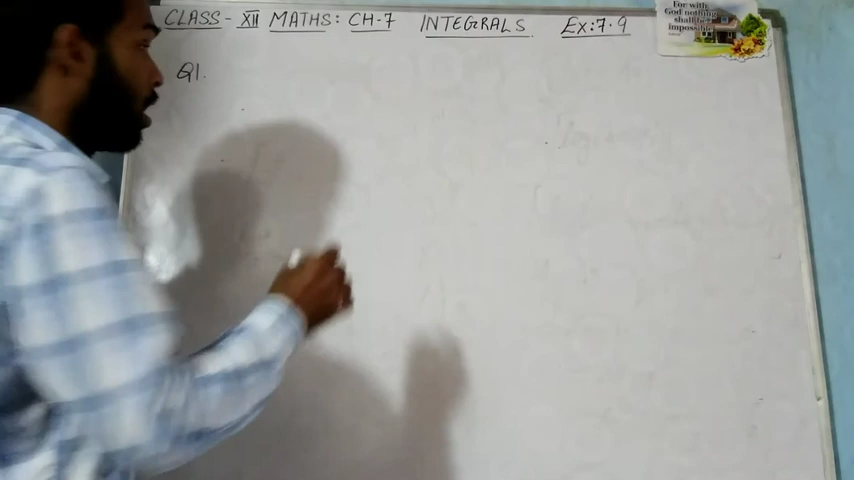 CLASS - XII MATHS: CH-7 INTEGRALS. Ex: 7.9
For with
God nothing
shall be
impossible
Q1.